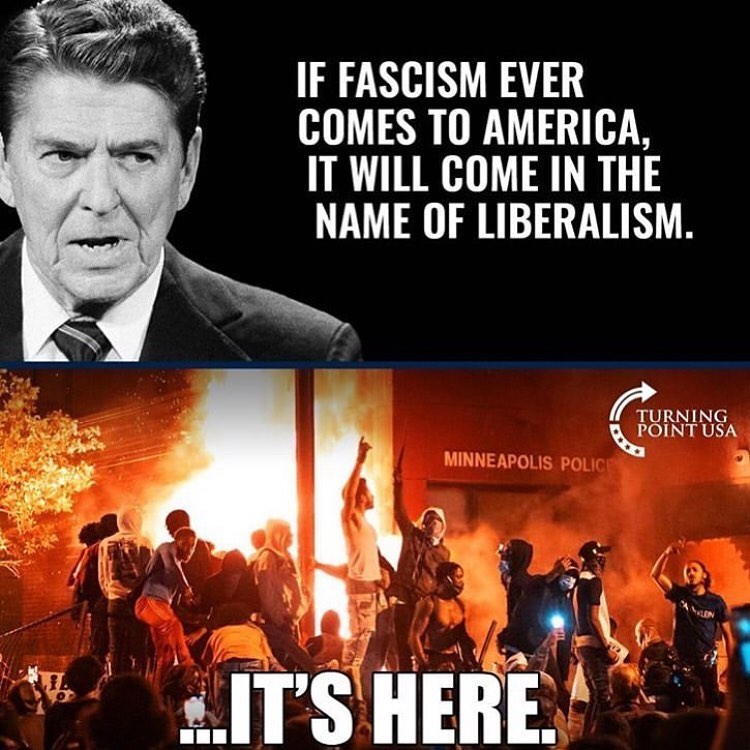 IF FASCISM EVER
COMES TO AMERICA,
IT WILL COME IN THE
NAME OF LIBERALISM.
TURNING
POINT USA
MINNEAPOLIS POLICE
...IT'S HERE.